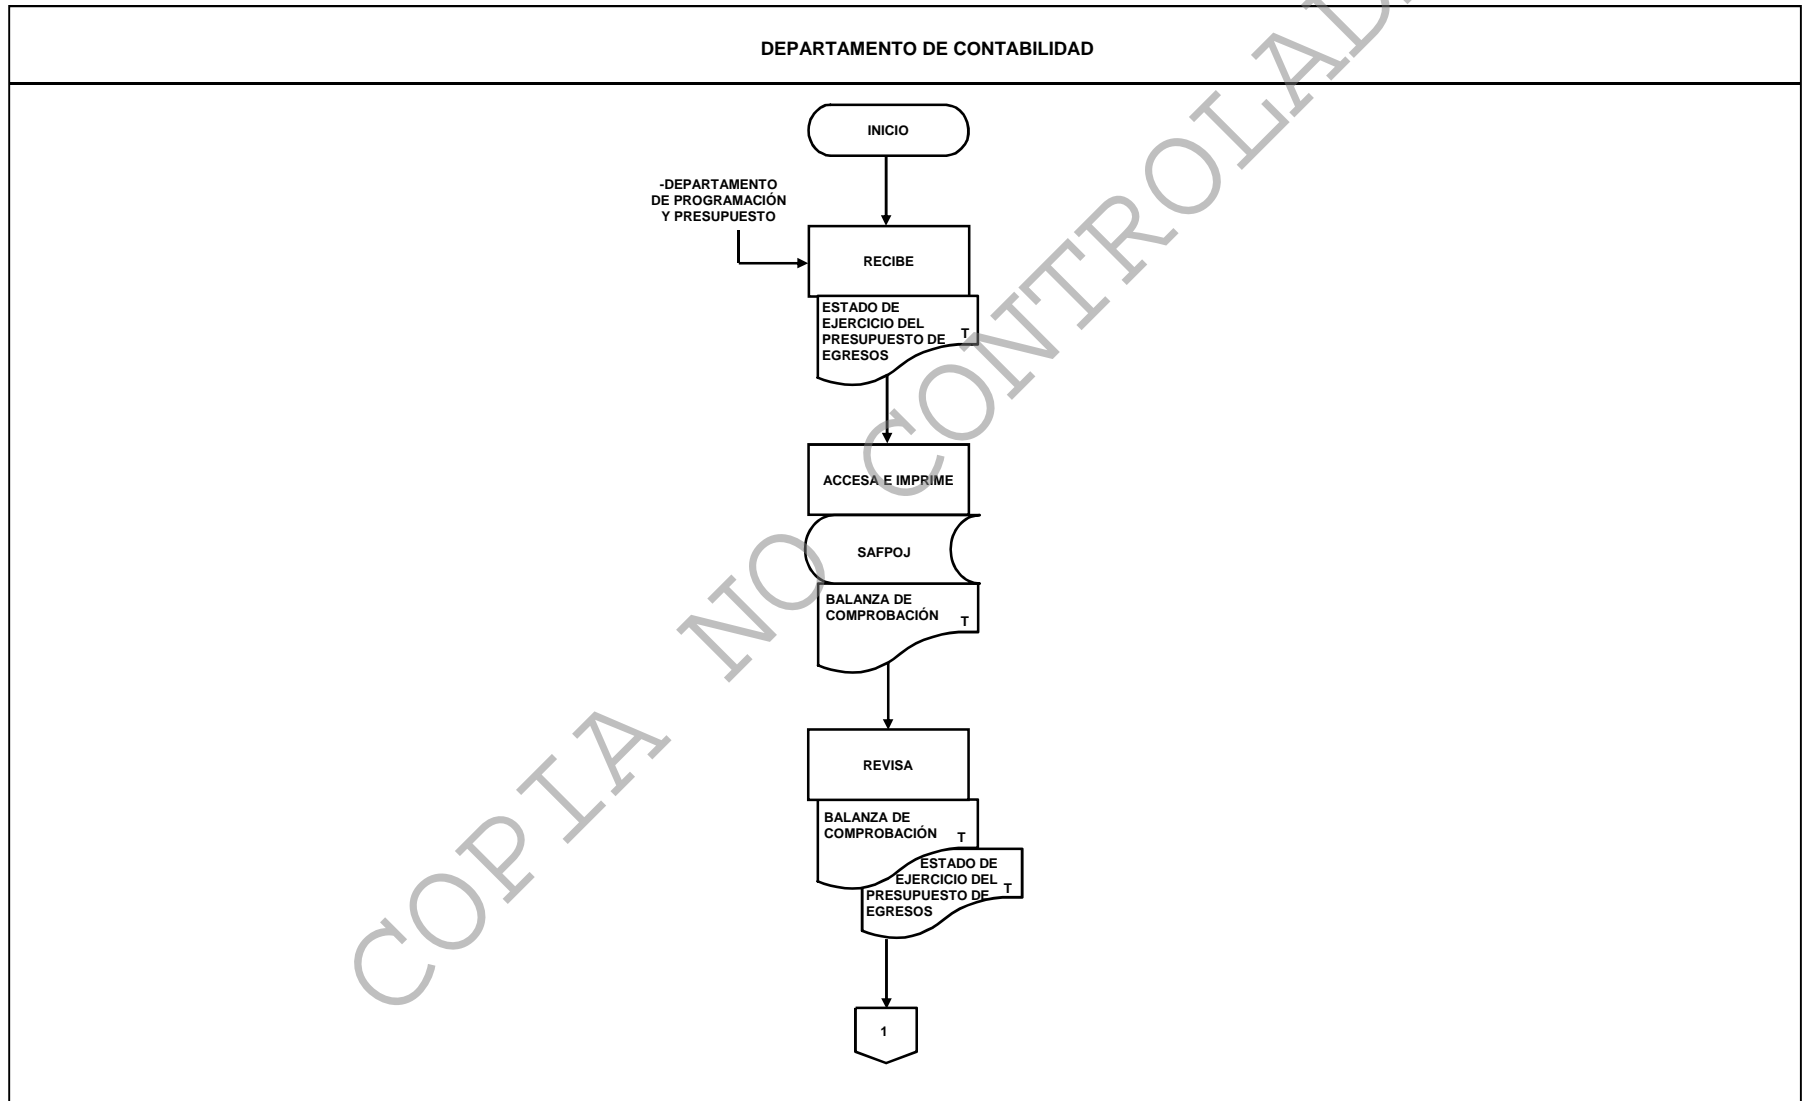 DEPARTAMENTO DE CONTABILIDAD
INICIO
-DEPARTAMENTO
DE PROGRAMACIÓN
Y PRESUPUESTO
RECIBE
ESTADO DE
EJERCICIO DEL
PRESUPUESTO DE
EGRESOS
T
ACCESA E IMPRIME
SAFPOJ
BALANZA DE
COMPROBACIÓN
T
REVISA
BALANZA DE
COMPROBACIÓN
T
ESTADO DE
EJERCICIO DEL
PRESUPUESTO DE
EGRESOS
T
1
COPIA NO CONTROLAD